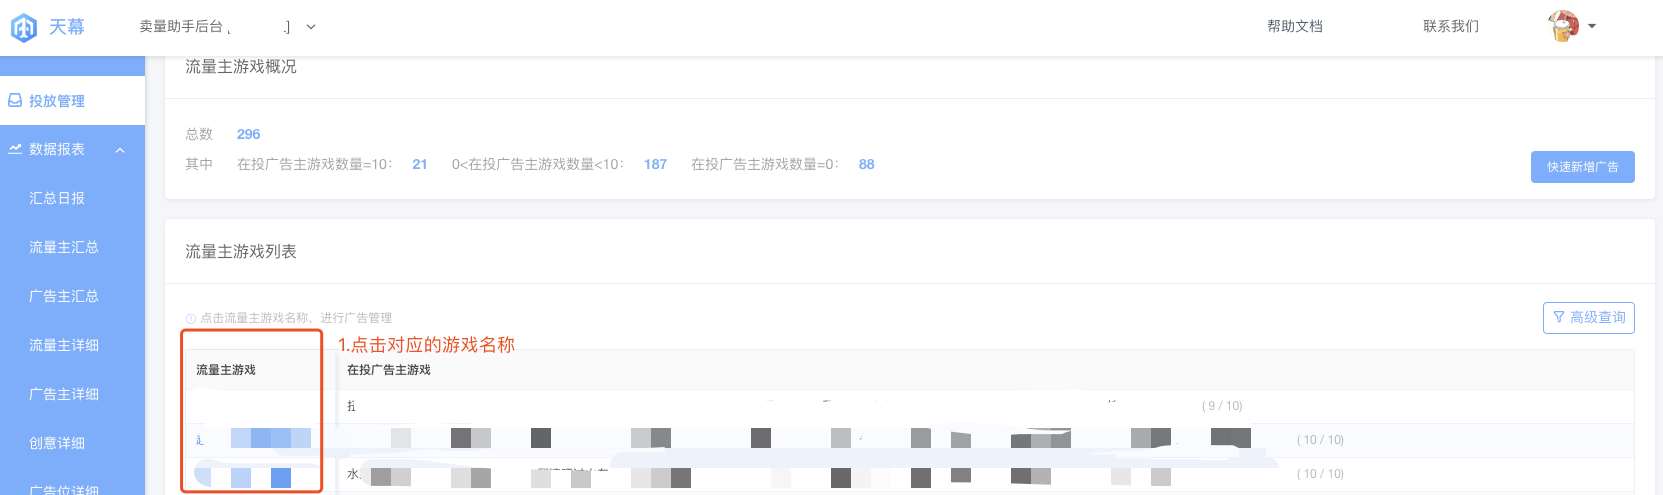 天幕
卖量助手后台
帮助文档
联系我们
流量主游戏概况
投放管理
总数 296
数据报表
其中 在投广告主游戏数量=10: 21 0<在投广告主游戏数量<10: 187 在投广告主游戏数量=0: 88
快速新增广告
汇总日报
流量主汇总
流量主游戏列表
广告主汇总
点击流量主游戏名称，进行广告管理
高级查询
流量主详细
1.点击对应的游戏名称
流量主游戏 在投广告主游戏
广告主详细
( 9 / 10)
创意详细
( 10 / 10)
水
( 10 / 10)
广告位详细